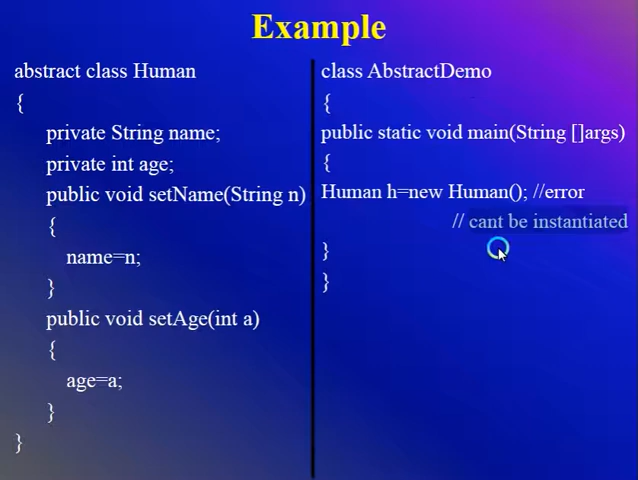 Example
abstract class Human
{
private String name;
private int age;
public void setName(String n)
{
name=n;
}
public void setAge(int a)
{
age=a;
}
}
class AbstractDemo
{
public static void main(String []args)
{
Human h=new Human(); //error
// cant be instantiated
}
}